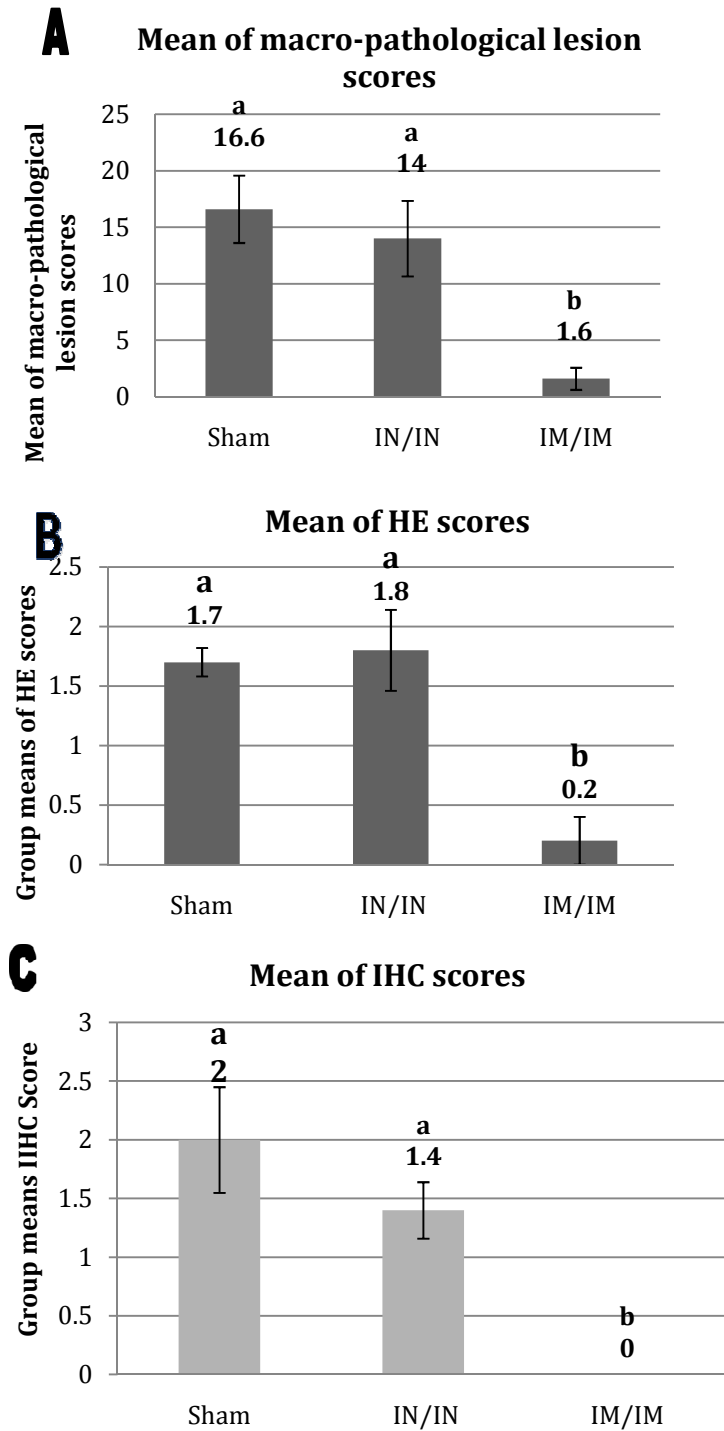 A
Mean of macro-pathological lesion
scores
Mean of macro-pathological
lesion scores
25
20
15
10
5
0
a
16.6
a
14
b
1.6
Sham IN/IN IM/IM
B
Mean of HE scores
Group means of HE scores
2.5
2
1.5
1
0.5
0
a
1.7
a
1.8
b
0.2
Sham IN/IN IM/IM
C
Mean of IHC scores
Group means IIHC Score
3
2.5
2
1.5
1
0.5
0
a
2
a
1.4
b
0
Sham IN/IN IM/IM